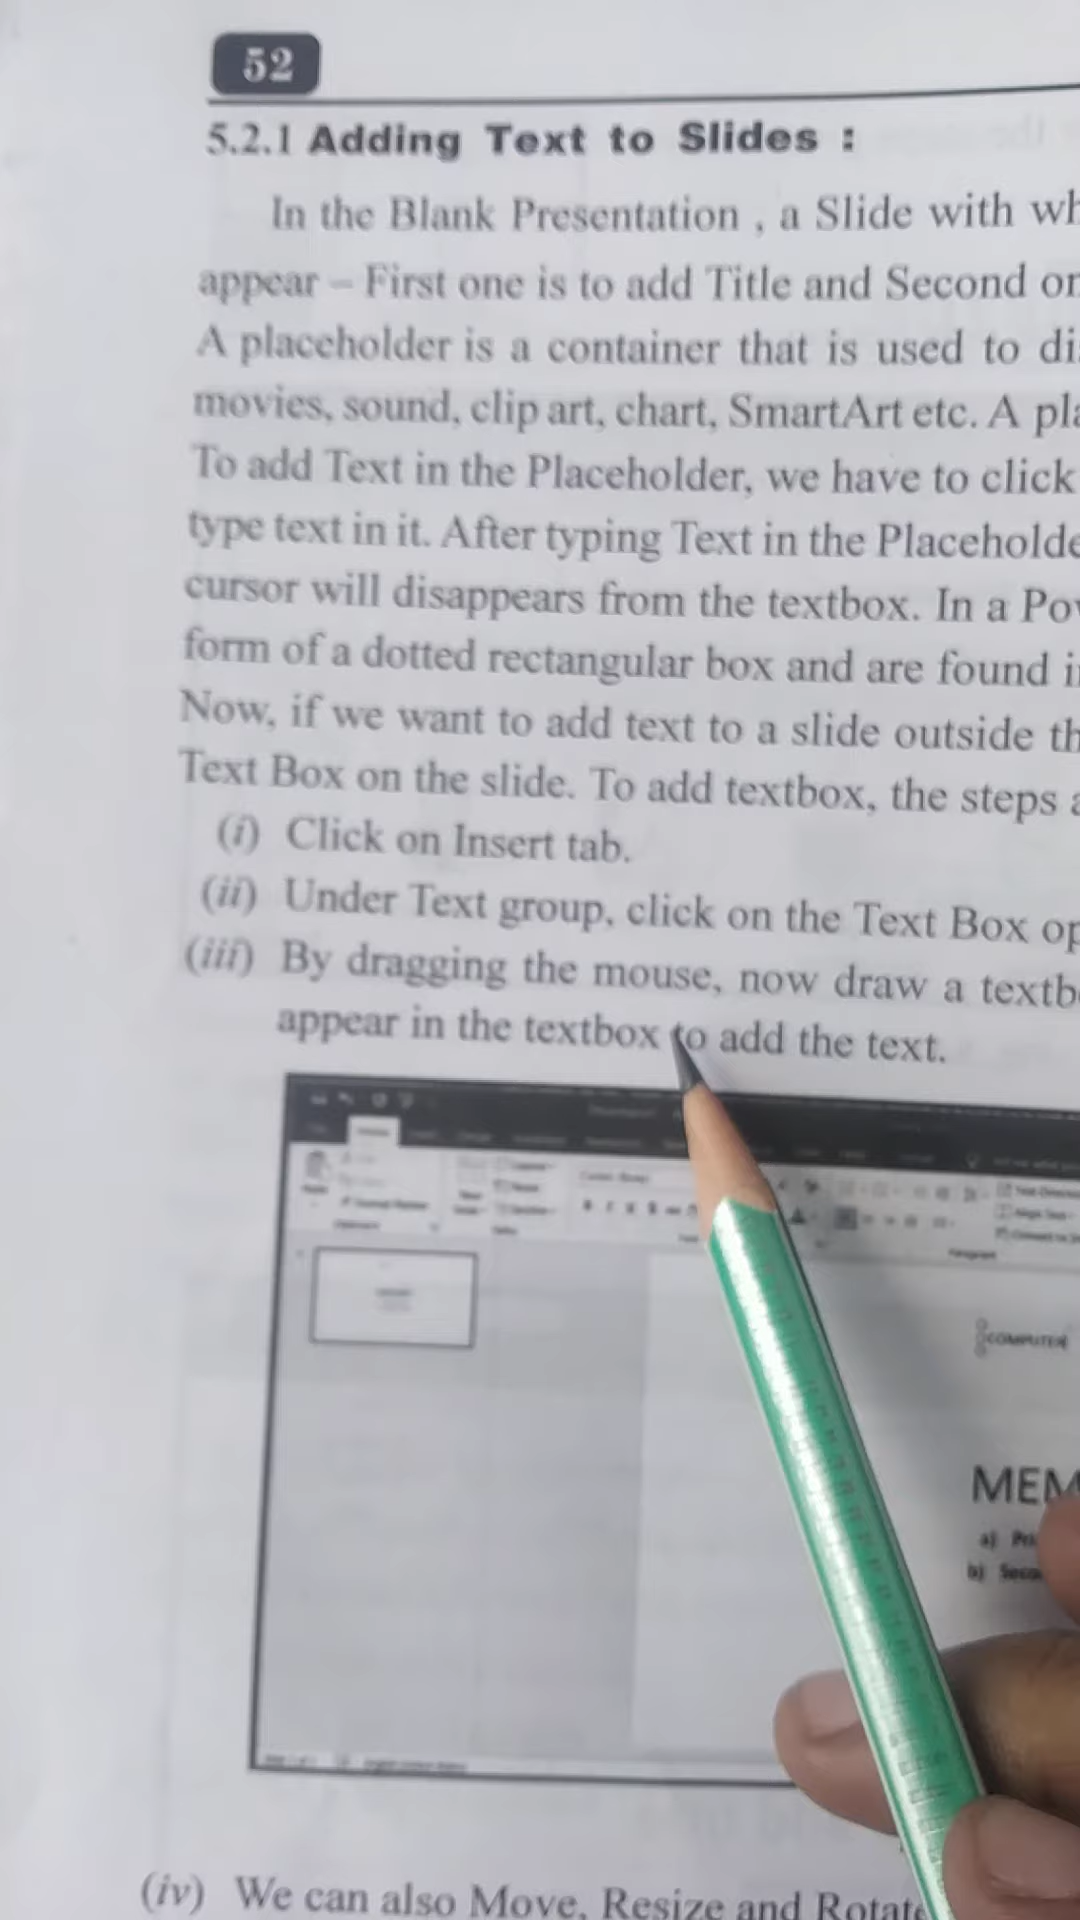 52
5.2.1 Adding Text to Slides :
In the Blank Presentation , a Slide with
appear – First one is to add Title and Second
A placeholder is a container that is used to
movies, sound, clip art, chart, SmartArt etc. A
To add Text in the Placeholder, we have to click
type text in it. After typing Text in the
cursor will disappears from the textbox. In a
form of a dotted rectangular box and are found
Now, if we want to add text to a slide outside
Text Box on the slide. To add textbox, the steps
(i) Click on Insert tab.
(ii) Under Text group, click on the Text Box
(iii) By dragging the mouse, now draw a
appear in the textbox to add the text.
COMPUTER
MEM
a)
b)
(iv) We can also Move, Resize and Rotate